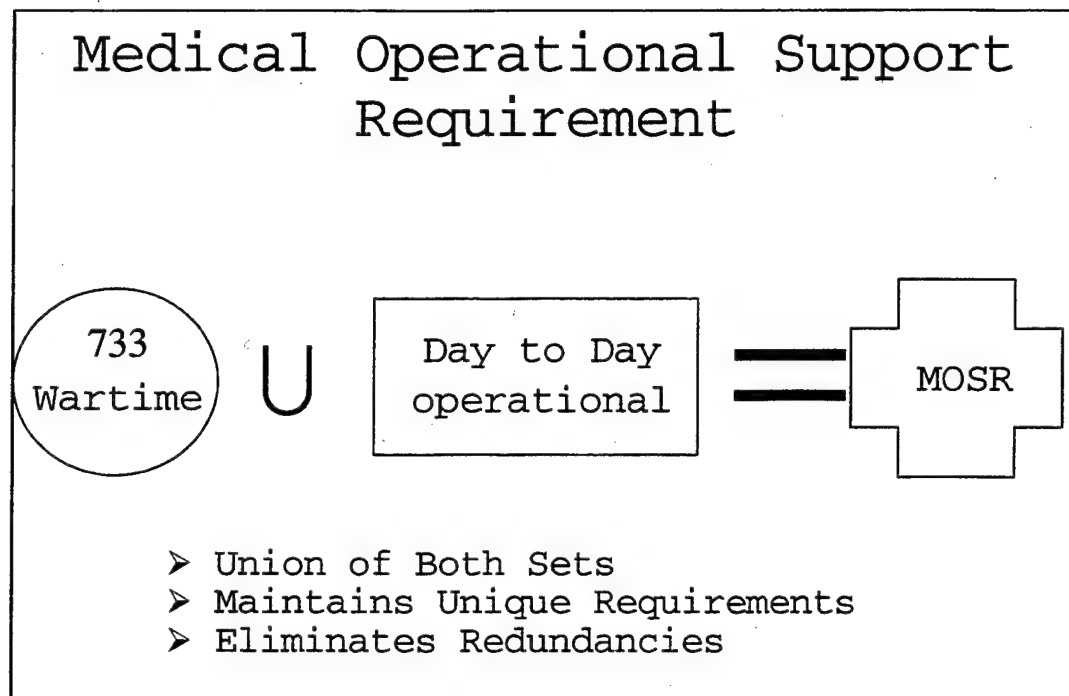 Medical Operational Support
Requirement
733
Wartime
∪
Day to Day
operational
=
MOSR
➤ Union of Both Sets
➤ Maintains Unique Requirements
➤ Eliminates Redundancies